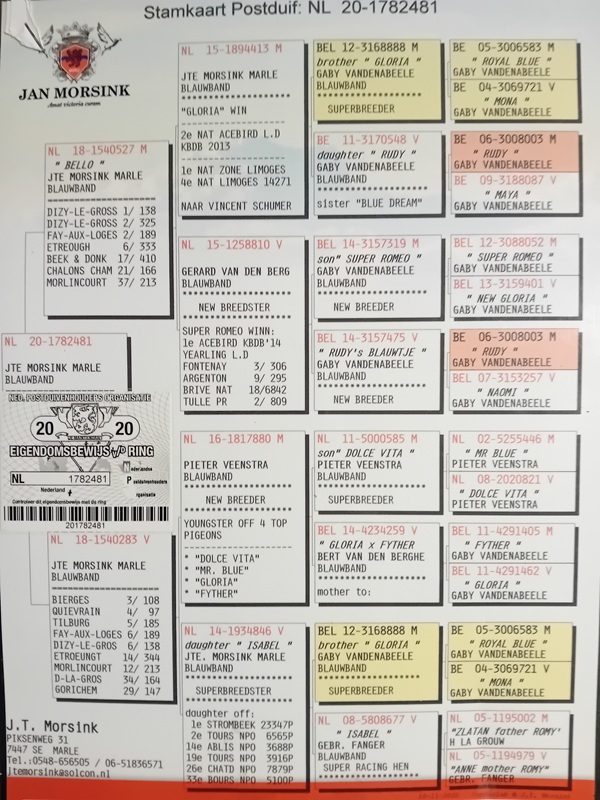 Stamkaart Postduif: NL 20-1782481
JAN MORSINK
Amat victoria curam
NL 18-1540527 M
" BELLO "
JTE MORSINK MARLE
BLAUWBAND
DIZY-LE-GROSS 1/ 138
DIZY-LE-GROSS 2/ 325
FAY-AUX-LOGES 2/ 189
ETREOUGH 6/ 333
BEEK & DONK 17/ 410
CHALONS CHAM 21/ 166
MORLINCOURT 37/ 213
NL 20-1782481
JTE MORSINK MARLE
BLAUWBAND
NED. POSTDUIVENHOUDERS ORGANISATIE
20 20
EIGENDOMSBEWIJS v/d RING
NL 1782481
Nederland
Nederlandse
Postduivenhouders
Organisatie
Controleer dit eigendomsbewijs met de ring
201782481
NL 18-1540283 V
JTE MORSINK MARLE
BLAUWBAND
BIERGES 3/ 108
QUIEVRAIN 4/ 97
TILBURG 5/ 185
FAY-AUX-LOGES 6/ 189
DIZY-LE-GROS 6/ 138
ETROEUNGT 14/ 344
MORLINCOURT 12/ 213
D-LA-GROS 34/ 164
GORICHEM 29/ 147
J.T. Morsink
PIKSENWEG 31
7447 SE MARLE
Tel.:0548-656505 / 06-51836571
jtemorsink@solcon.nl
NL 15-1894413 M
JTE MORSINK MARLE
BLAUWBAND
"GLORIA" WIN
2e NAT ACEBIRD L.D
KBDB 2013
1e NAT ZONE LIMOGES
4e NAT LIMOGES 14271
NAAR VINCENT SCHUMER
NL 15-1258810 V
GERARD VAN DEN BERG
BLAUWBAND
NEW BREEDSTER
SUPER ROMEO WINN:
1e ACEBIRD KBDB'14
YEARLING L.D
FONTENAY 3/ 306
ARGENTON 9/ 295
BRIVE NAT 18/6842
TULLE PR 2/ 809
NL 16-1817880 M
PIETER VEENSTRA
BLAUWBAND
NEW BREEDER
YOUNGSTER OFF 4 TOP
PIGEONS
* "DOLCE VITA"
* "MR. BLUE"
* "GLORIA"
* "FYTHER"
NL 14-1934846 V
daughter " ISABEL "
JTE. MORSINK MARLE
BLAUWBAND
SUPERBREEDSTER
daughter off:
1e STROMBEEK 23347P
2e TOURS NPO 6565P
14e ABLIS NPO 3688P
19e TOURS NPO 3916P
26e CHATD NPO 7879P
33e BOURS NPO 5100P
BEL 12-3168888 M
brother " GLORIA "
GABY VANDENABEELE
BLAUWBAND
SUPERBREEDER
BE 11-3170548 V
daughter " RUDY "
GABY VANDENABEELE
BLAUWBAND
sister "BLUE DREAM"
BEL 14-3157319 M
son" SUPER ROMEO "
GABY VANDENABEELE
BLAUWBAND
NEW BREEDER
BEL 14-3157475 V
" RUDY's BLAUWTJE "
GABY VANDENABEELE
BLAUWBAND
NEW BREEDER
NL 11-5000585 M
son" DOLCE VITA "
PIETER VEENSTRA
BLAUWBAND
SUPERBREEDER
BEL 14-4234259 V
" GLORIA x FYTHER
BERT VAN DEN BERGHE
BLAUWBAND
mother to:
BEL 12-3168888 M
brother " GLORIA "
GABY VANDENABEELE
BLAUWBAND
SUPERBREEDER
NL 08-5808677 V
" ISABEL "
GEBR. FANGER
BLAUWBAND
SUPER RACING HEN
BE 05-3006583 M
" ROYAL BLUE "
GABY VANDENABEELE
BE 04-3069721 V
" MONA "
GABY VANDENABEELE
BE 06-3008003 M
" RUDY "
GABY VANDENABEELE
BE 09-3188087 V
" MAYA "
GABY VANDENABEELE
BEL 12-3088052 M
" SUPER ROMEO "
GABY VANDENABEELE
BEL 13-3159401 V
" NEW GLORIA "
GABY VANDENABEELE
BE 06-3008003 M
" RUDY "
GABY VANDENABEELE
BEL 07-3153257 V
" NAOMI "
GABY VANDENABEELE
NL 02-5255446 M
" MR BLUE "
PIETER VEENSTRA
NL 08-2020821 V
" DOLCE VITA "
PIETER VEENSTRA
BEL 11-4291405 M
" FYTHER "
GABY VANDENABEELE
BEL 11-4291462 V
" GLORIA "
GABY VANDENABEELE
BE 05-3006583 M
" ROYAL BLUE "
GABY VANDENABEELE
BE 04-3069721 V
" MONA "
GABY VANDENABEELE
NL 05-1195002 M
"ZLATAN father ROMY'
H LA GROUW
NL 05-1194979 V
"ANNE mother ROMY"
GEBR. FANGER